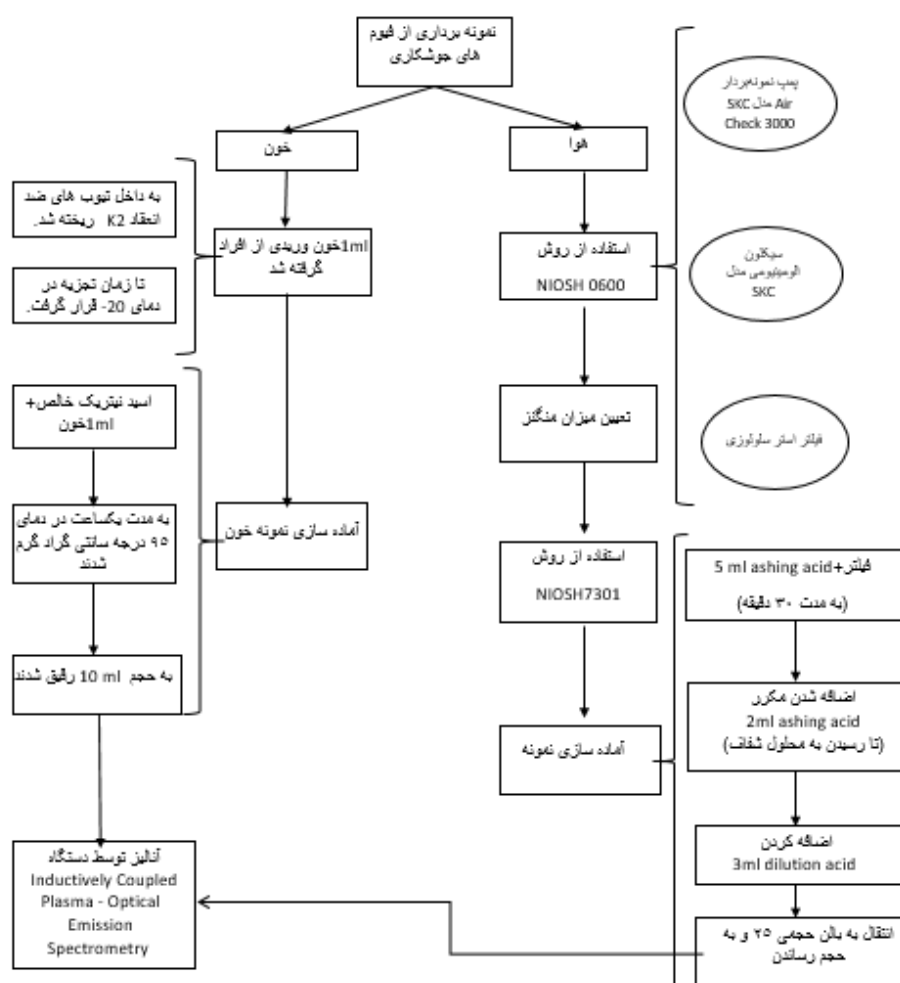 نمونه برداری از فیوم
های جوشکاری
خون
هوا
پمپ نمونه‌بردار
SKC مدل Air
Check 3000
به داخل تیوب های ضد
انعقاد K2 ریخته شد.
1mlخون وریدی از افراد
گرفته شد
استفاده از روش
NIOSH 0600
سیکلون
الومینیومی مدل
SKC
تا زمان تجزیه در
دمای 20- قرار گرفت.
اسید نیتریک خالص+
1mlخون
تعیین میزان منگنز
فیلتر استر سلولوزی
به مدت یکساعت در دمای
۹۵ درجه سانتی گراد گرم
شدند
آماده سازی نمونه خون
استفاده از روش
NIOSH7301
فیلتر+5 ml ashing acid
(به مدت ۳۰ دقیقه)
به حجم 10 ml رقیق شدند
آماده سازی نمونه
اضافه شدن مکرر
2ml ashing acid
(تا رسیدن به محلول شفاف)
اضافه کردن
3ml dilution acid
آنالیز توسط دستگاه
Inductively Coupled
Plasma - Optical
Emission
Spectrometry
انتقال به بالن حجمی ۲۵ و به
حجم رساندن